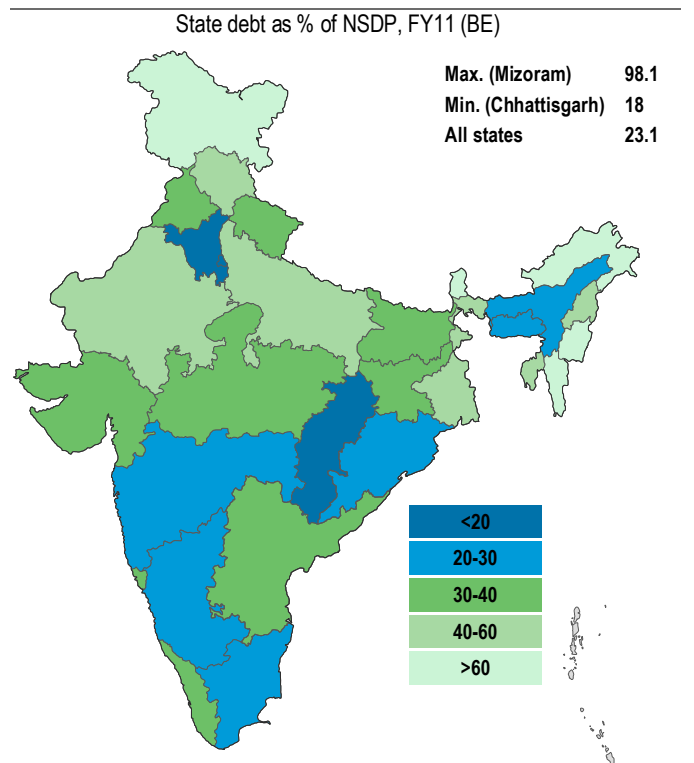 State debt as % of NSDP, FY11 (BE)
Max. (Mizoram) 98.1
Min. (Chhattisgarh) 18
All states 23.1
<20
20-30
30-40
40-60
>60